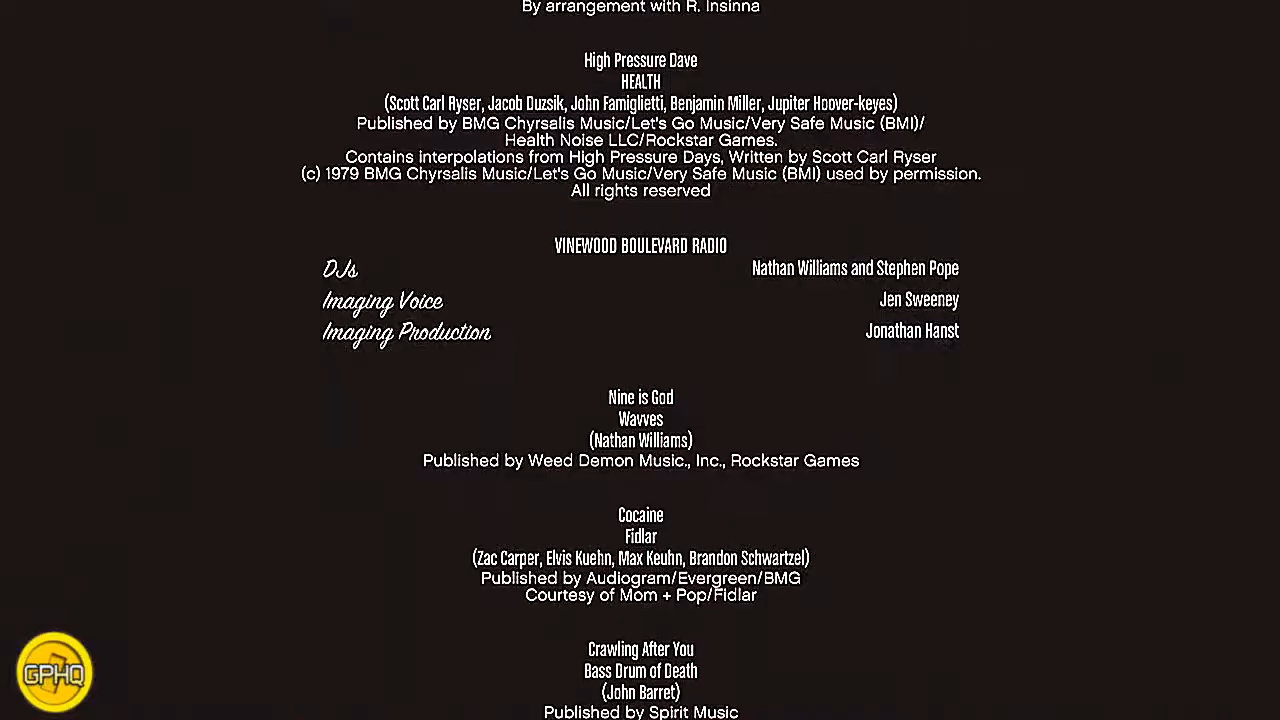 By arrangement with R. Insinna
High Pressure Dave
HEALTH
(Scott Carl Ryser, Jacob Duzsik, John Famiglietti, Benjamin Miller, Jupiter Hoover-keyes)
Published by BMG Chyrsalis Music/Let's Go Music/Very Safe Music (BMI)/
Health Noise LLC/Rockstar Games.
Contains interpolations from High Pressure Days, Written by Scott Carl Ryser
(c) 1979 BMG Chyrsalis Music/Let's Go Music/Very Safe Music (BMI) used by permission.
All rights reserved
VINEWOOD BOULEVARD RADIO
DJs Nathan Williams and Stephen Pope
Imaging Voice Jen Sweeney
Imaging Production Jonathan Hanst
Nine is God
Wavves
(Nathan Williams)
Published by Weed Demon Music., Inc., Rockstar Games
Cocaine
Fidlar
(Zac Carper, Elvis Kuehn, Max Keuhn, Brandon Schwartzel)
Published by Audiogram/Evergreen/BMG
Courtesy of Mom + Pop/Fidlar
Crawling After You
Bass Drum of Death
(John Barret)
Published by Spirit Music
GPHQ